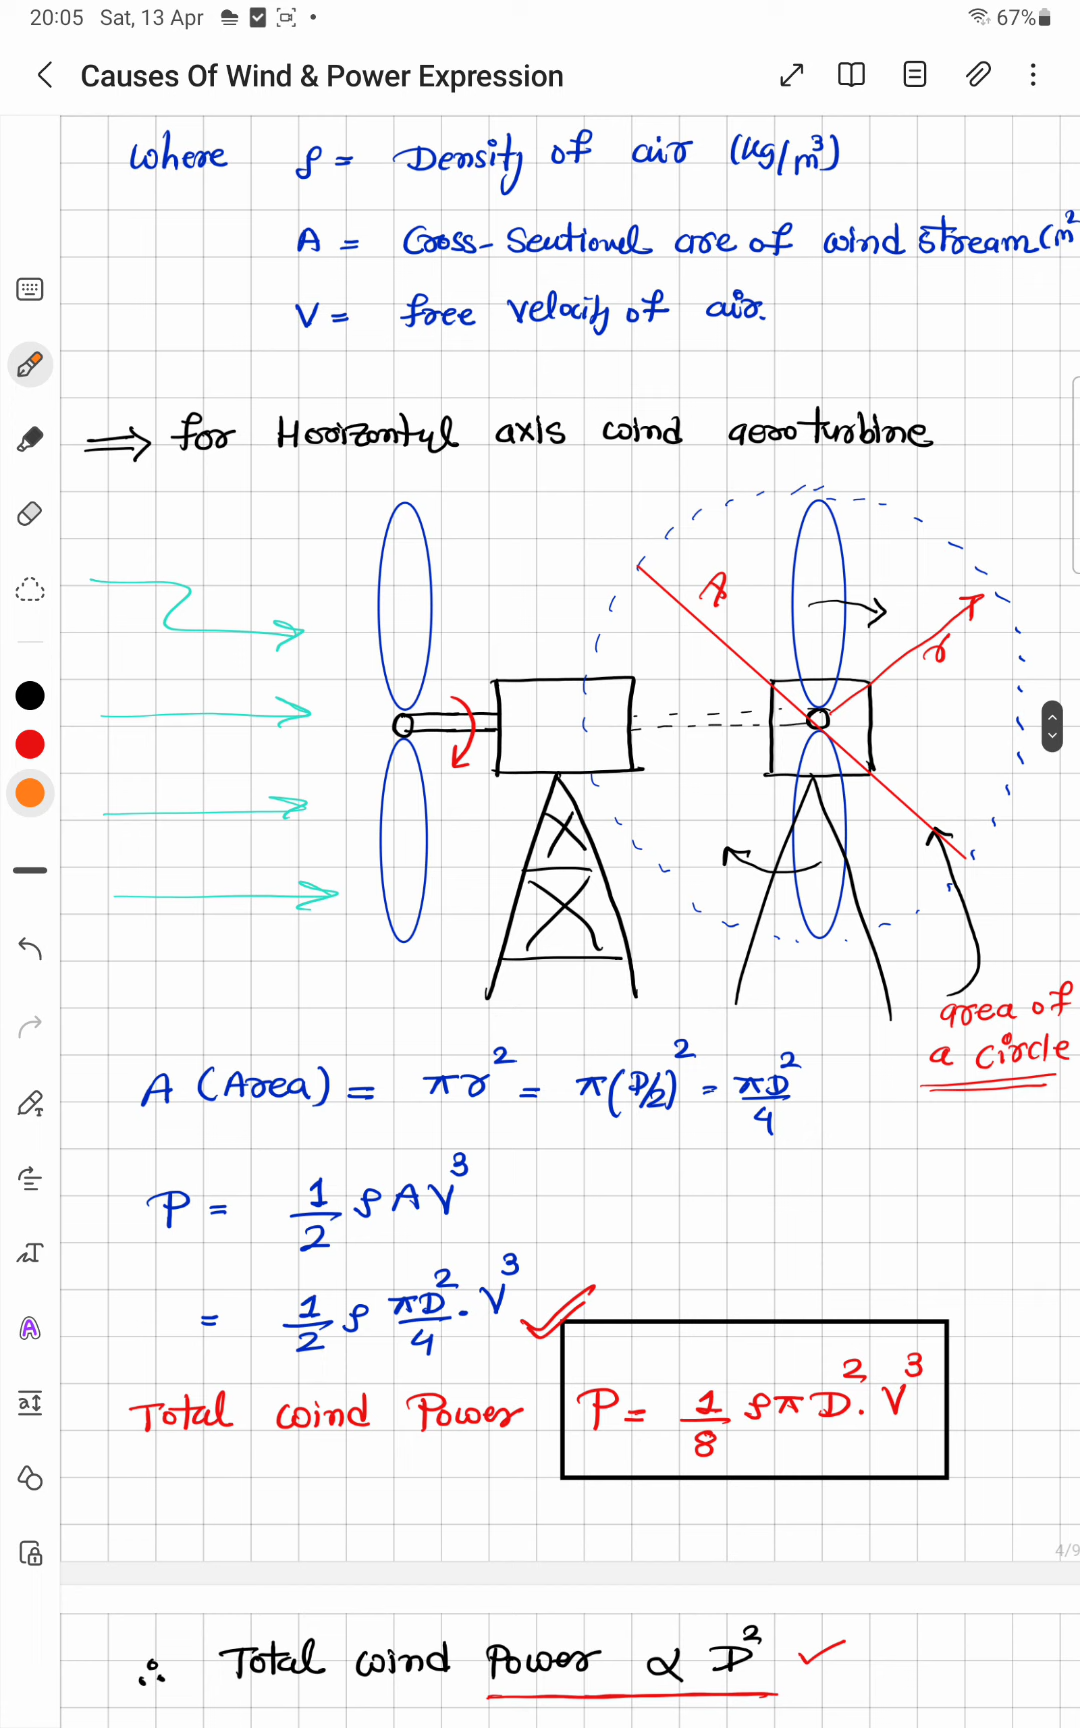 20:05 Sat, 13 Apr 67%
Causes Of Wind & Power Expression
where ρ = Density of air (kg/m³)
A = Cross-Sectional are of wind stream (m²
V = free velocity of air.
⇒ for Horizontal axis wind aeroturbine
A
r
area of
a circle
A (Area) = πr² = π(D/2)² = πD²/4
P = 1/2 ρ A V³
= 1/2 ρ πD²/4 . V³
Total wind Power P = 1/8 ρπ D². V³
4/9
∴ Total wind Power ∝ D²